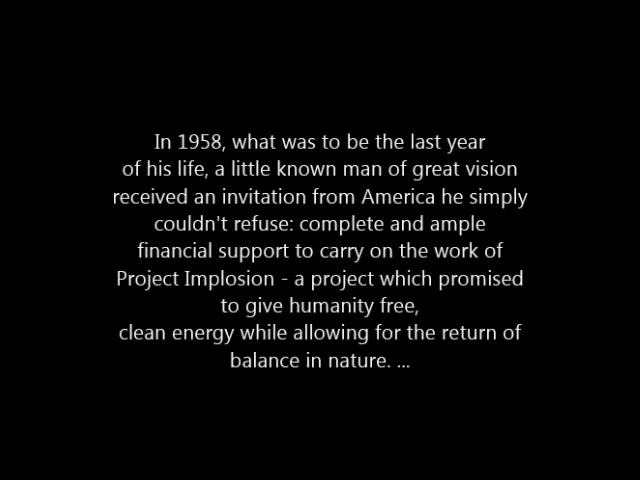 In 1958, what was to be the last year
of his life, a little known man of great vision
received an invitation from America he simply
couldn't refuse: complete and ample
financial support to carry on the work of
Project Implosion - a project which promised
to give humanity free,
clean energy while allowing for the return of
balance in nature. ...